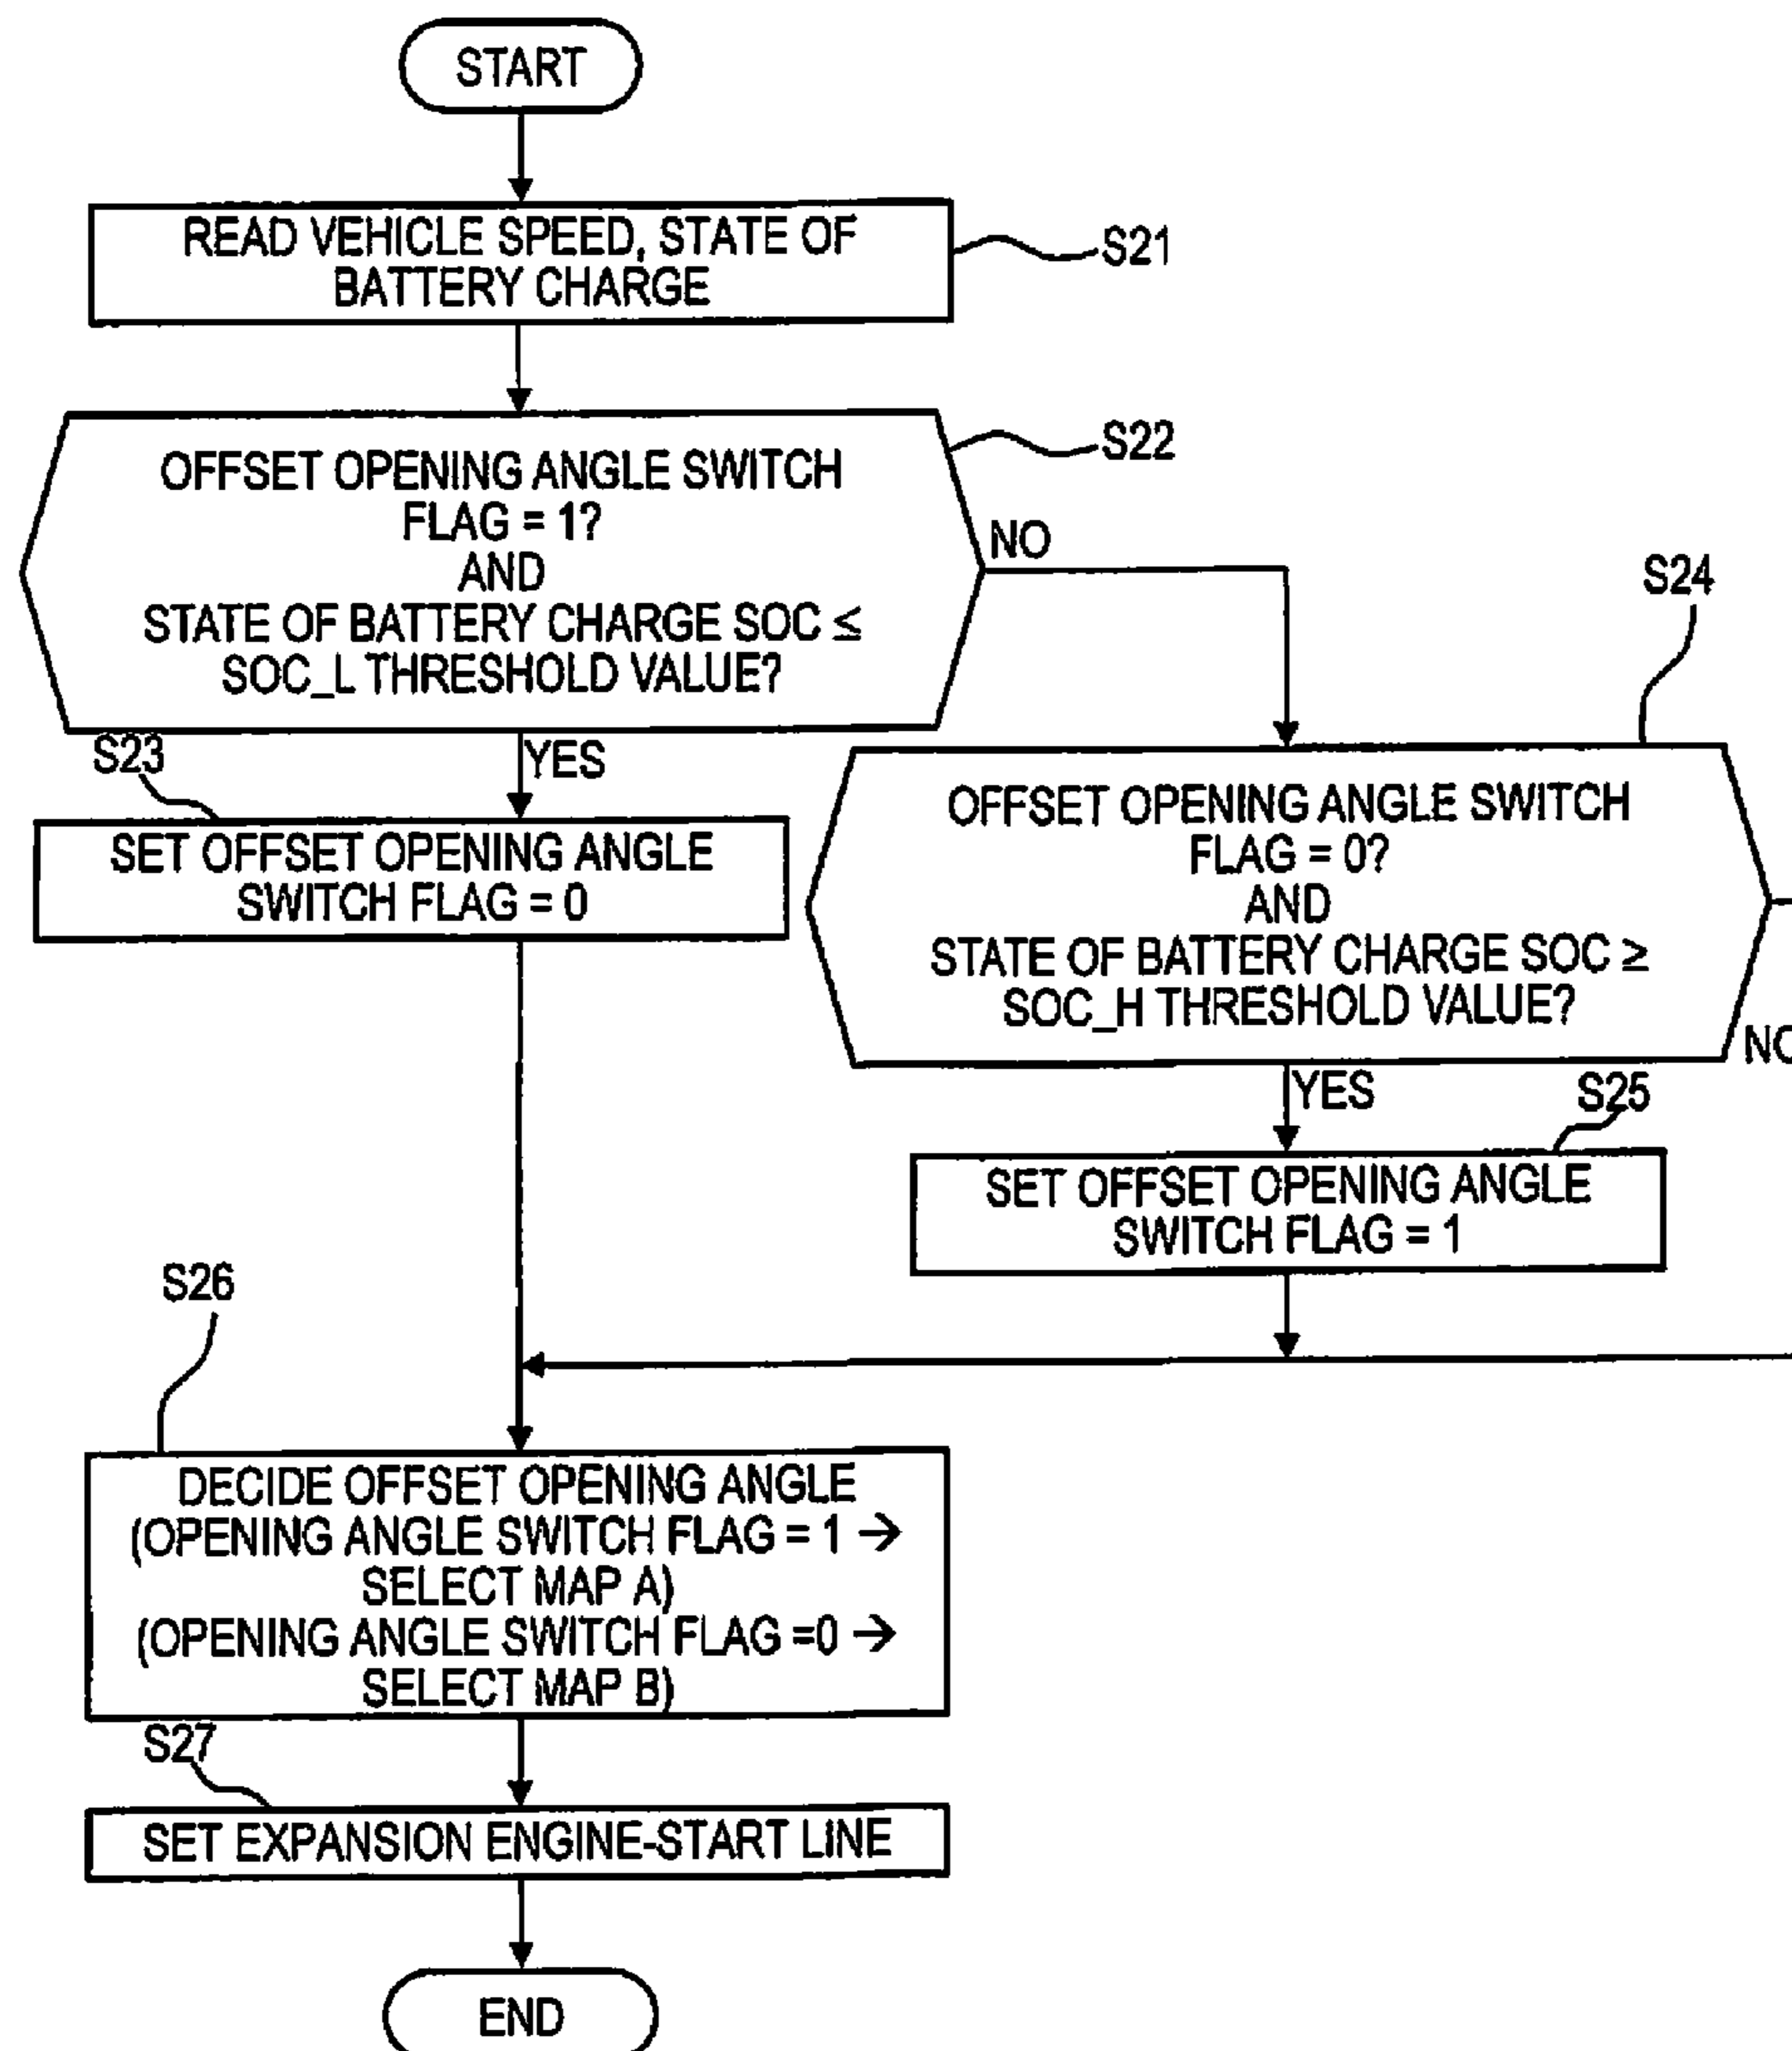 START
READ VEHICLE SPEED, STATE OF
BATTERY CHARGE
S21
OFFSET OPENING ANGLE SWITCH
FLAG = 1?
AND
STATE OF BATTERY CHARGE SOC ≤
SOC_L THRESHOLD VALUE?
S22
NO
YES
S23
SET OFFSET OPENING ANGLE
SWITCH FLAG = 0
S24
OFFSET OPENING ANGLE SWITCH
FLAG = 0?
AND
STATE OF BATTERY CHARGE SOC ≥
SOC_H THRESHOLD VALUE?
NO
YES
S25
SET OFFSET OPENING ANGLE
SWITCH FLAG = 1
S26
DECIDE OFFSET OPENING ANGLE
(OPENING ANGLE SWITCH FLAG = 1 →
SELECT MAP A)
(OPENING ANGLE SWITCH FLAG =0 →
SELECT MAP B)
S27
SET EXPANSION ENGINE-START LINE
END